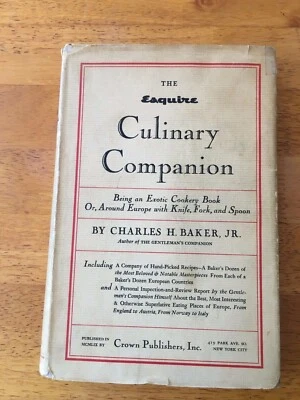 THE
Esquire
Culinary
Companion
Being an Exotic Cookery Book
Or, Around Europe with Knife, Fork, and Spoon
BY CHARLES H. BAKER, JR.
Author of THE GENTLEMAN'S COMPANION
Including A Company of Hand-Picked Recipes—A Baker's Dozen of
the Most Beloved & Notable Masterpieces From Each of a
Baker's Dozen European Countries
and A Personal Inspection-and-Review Report by the Gentle-
man's Companion Himself About the Best, Most Interesting
& Otherwise Superlative Eating Places of Europe, From
England to Austria, From Norway to Italy
PUBLISHED IN
MCMLIX BY
Crown Publishers, Inc.
419 PARK AVE. SO.
NEW YORK CITY